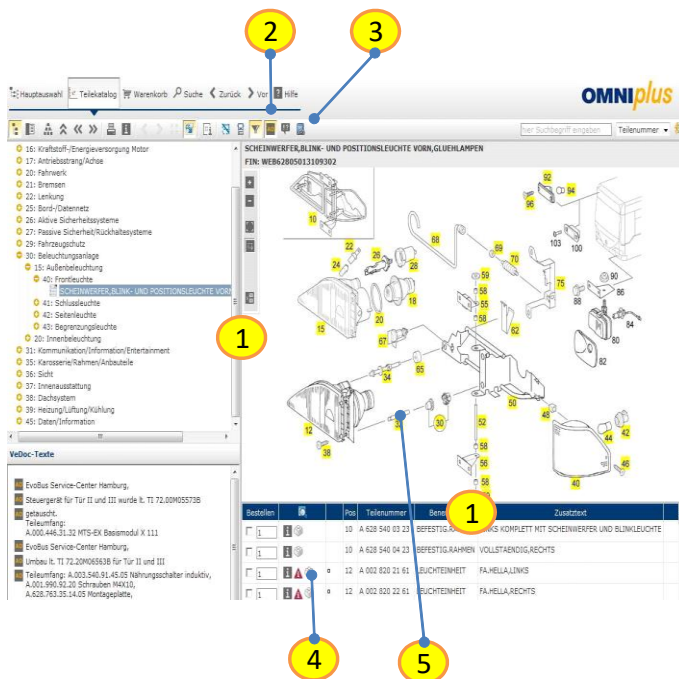 2
3
Hauptauswahl Teilekatalog Warenkorb Suche Zurück Vor Hilfe
OMNIplus
hier Suchbegriff eingeben Teilenummer
16: Kraftstoff-/Energieversorgung Motor
17: Antriebsstrang/Achse
20: Fahrwerk
21: Bremsen
22: Lenkung
25: Bord-/Datennetz
26: Aktive Sicherheitssysteme
27: Passive Sicherheit/Rückhaltesysteme
29: Fahrzeugschutz
30: Beleuchtungsanlage
15: Außenbeleuchtung
40: Frontleuchte
SCHEINWERFER,BLINK- UND POSITIONSLEUCHTE VORN
41: Schlussleuchte
42: Seitenleuchte
43: Begrenzungsleuchte
20: Innenbeleuchtung
31: Kommunikation/Information/Entertainment
35: Karosserie/Rahmen/Anbauteile
36: Sicht
37: Innenausstattung
38: Dachsystem
39: Heizung/Lüftung/Kühlung
45: Daten/Information
1
VeDoc-Texte
EvoBus Service-Center Hamburg,
Steuergerät für Tür II und III wurde lt. TI 72.00M05573B
getauscht.
Teileumfang:
A.000.446.31.32 MTS-EX Basismodul X 111
EvoBus Service-Center Hamburg,
Umbau lt. TI 72.20M06563B für Tür II und III
Teileumfang: A.003.540.91.45.05 Nährungsschalter induktiv,
A.001.990.92.20 Schrauben M4X10,
A.628.763.35.14.05 Montageplatte,
SCHEINWERFER,BLINK- UND POSITIONSLEUCHTE VORN,GLUEHLAMPEN
FIN: WEB62805013109302
92
94
96
10
103
100
68
69
22
26
28
70
24
59
75
90
58
88
86
55
18
84
20
58
62
80
15
67
82
34
65
50
12
30
52
48
42
44
38
58
56
46
40
58
Bestellen Pos Teilenummer Zusatztext
1
1 10 A 628 540 03 23 KOMPLETT MIT SCHEINWERFER UND BLINKLEUCHTE
1 10 A 628 540 04 23 BEFESTIG.RAHMEN VOLLSTAENDIG,RECHTS
1 12 A 002 820 21 61 LEUCHTEINHEIT FA.HELLA,LINKS
1 12 A 002 820 22 61 LEUCHTEINHEIT FA.HELLA,RECHTS
4
5